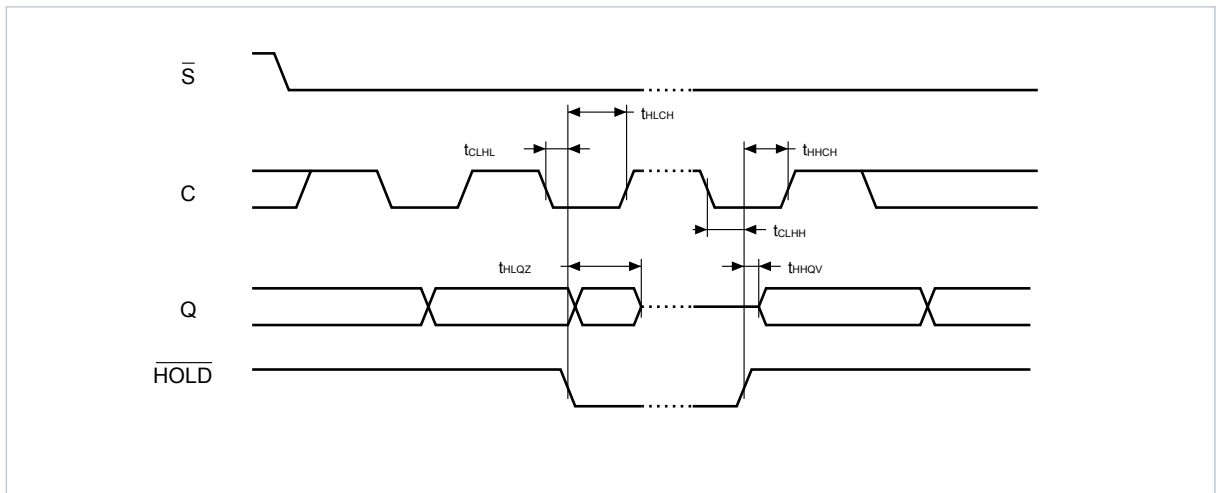 S
tHLCH
tCLHL
tHHCH
C
tCLHH
tHLQZ
tHHQV
Q
HOLD